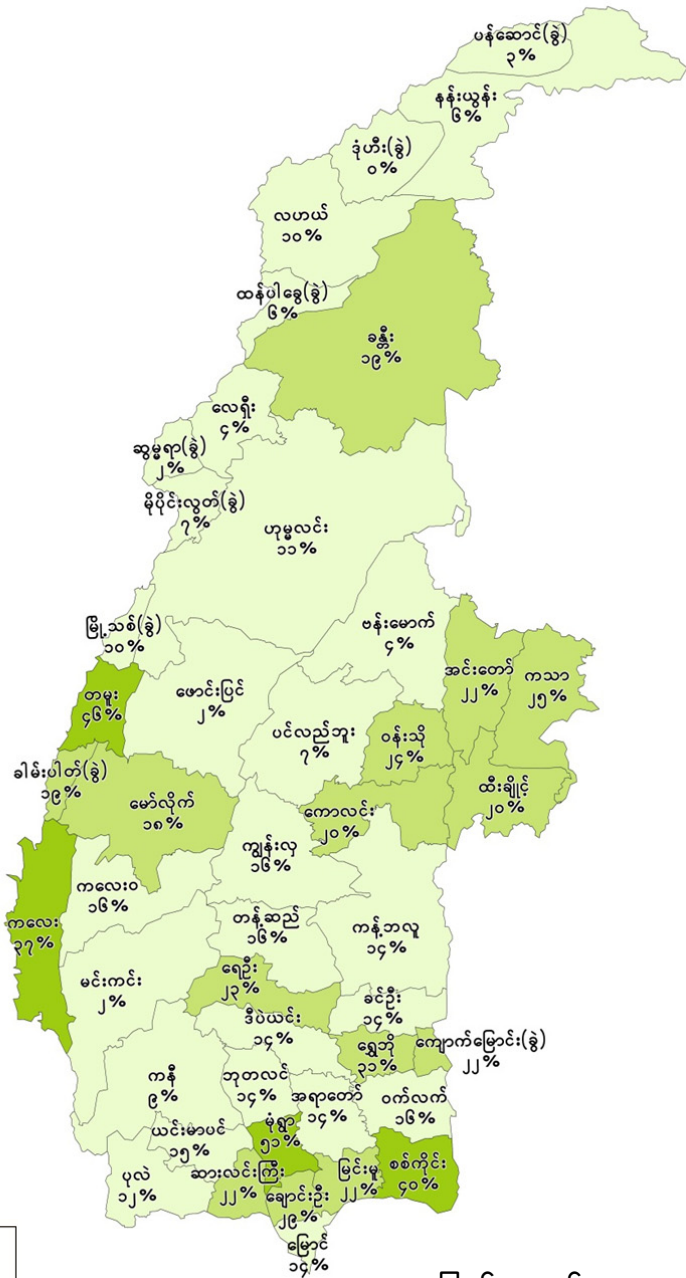 ပန်ဆောင်(ခွဲ)
၃%
နန်းယွန်း
၆%
ဒုံဟီး(ခွဲ)
၀%
လဟယ်
၁၀%
ထန်ပါခွေ(ခွဲ)
၆%
ခန္တီး
၁၉%
လေရှီး
၄%
ဆွမ္မရာ(ခွဲ)
၂%
မိုပိုင်းလွတ်(ခွဲ)
၇%
ဟုမ္မလင်း
၁၁%
မြို့သစ်(ခွဲ)
၁၀%
ဗန်းမောက်
၄%
အင်းတော်
၂၂%
ကသာ
၂၅%
တမူး
၄၆%
ဖောင်းပြင်
၂%
ပင်လည်ဘူး
၇%
ဝန်းသို
၂၄%
ခါမ်းပါတ်(ခွဲ)
၁၉%
မော်လိုက်
၁၈%
ကောလင်း
၂၀%
ထီးချိုင့်
၂၀%
ကျွန်းလှ
၁၆%
ကလေးဝ
၁၆%
ကလေး
၃၇%
တန့်ဆည်
၁၆%
ကန့်ဘလူ
၁၄%
မင်းကင်း
၂%
ရေဦး
၂၃%
ခင်ဦး
၁၄%
ဒီပဲယင်း
၁၄%
ရွှေဘို
၃၁%
ကျောက်မြောင်း(ခွဲ)
၂၂%
ကနီ
၉%
ဘုတလင်
၁၄%
အရာတော်
၁၄%
ဝက်လက်
၁၆%
မုံရွာ
၅၁%
ယင်းမာပင်
၁၅%
ပုလဲ
၁၂%
ဆားလင်းကြီး
၂၂%
ချောင်းဦး
၂၉%
မြင်းမူ
၂၂%
စစ်ကိုင်း
၄၀%
မြောင်
၁၄%